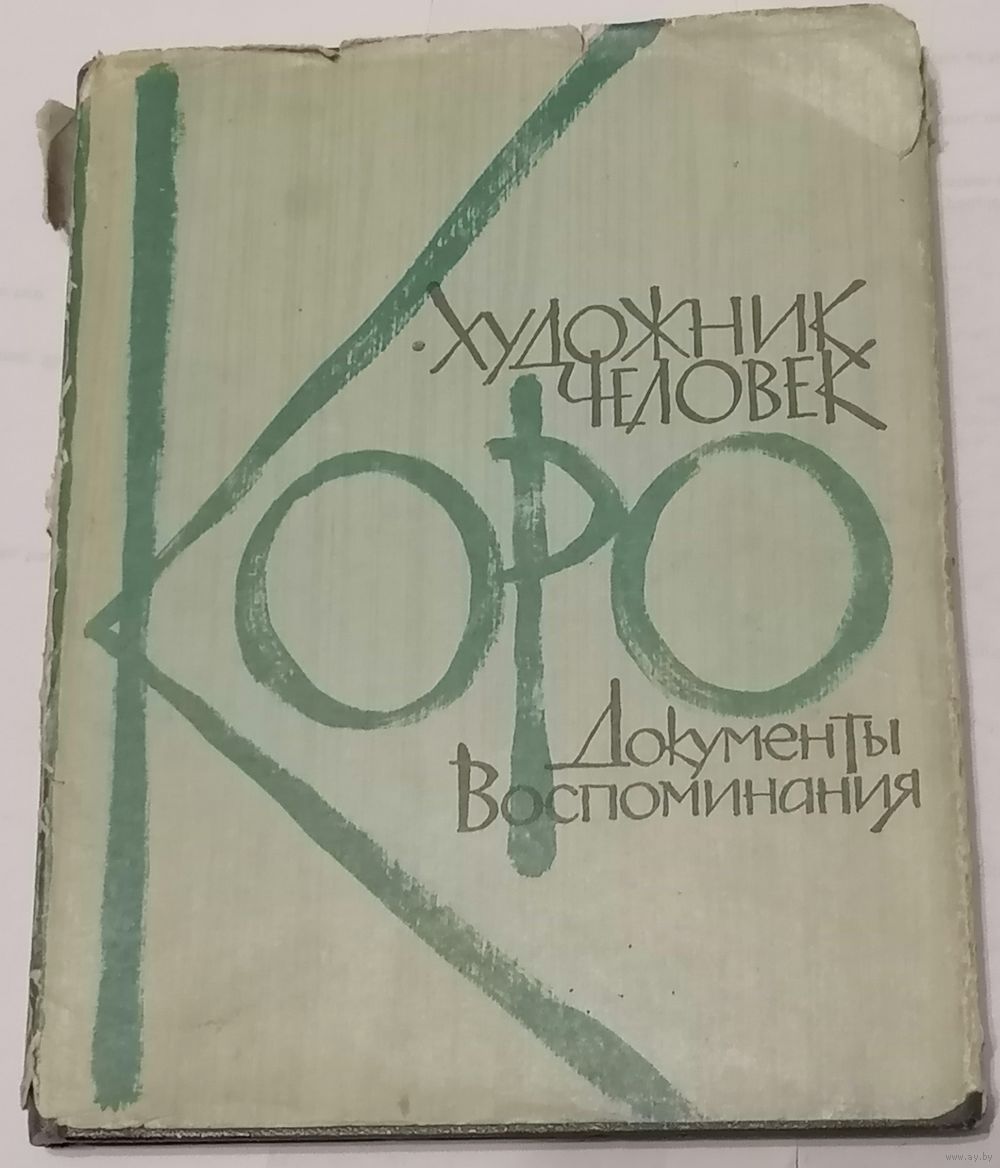 ХУДОЖНИК
ЧЕЛОВЕК
КОРО
Документы
Воспоминания
www.ay.by